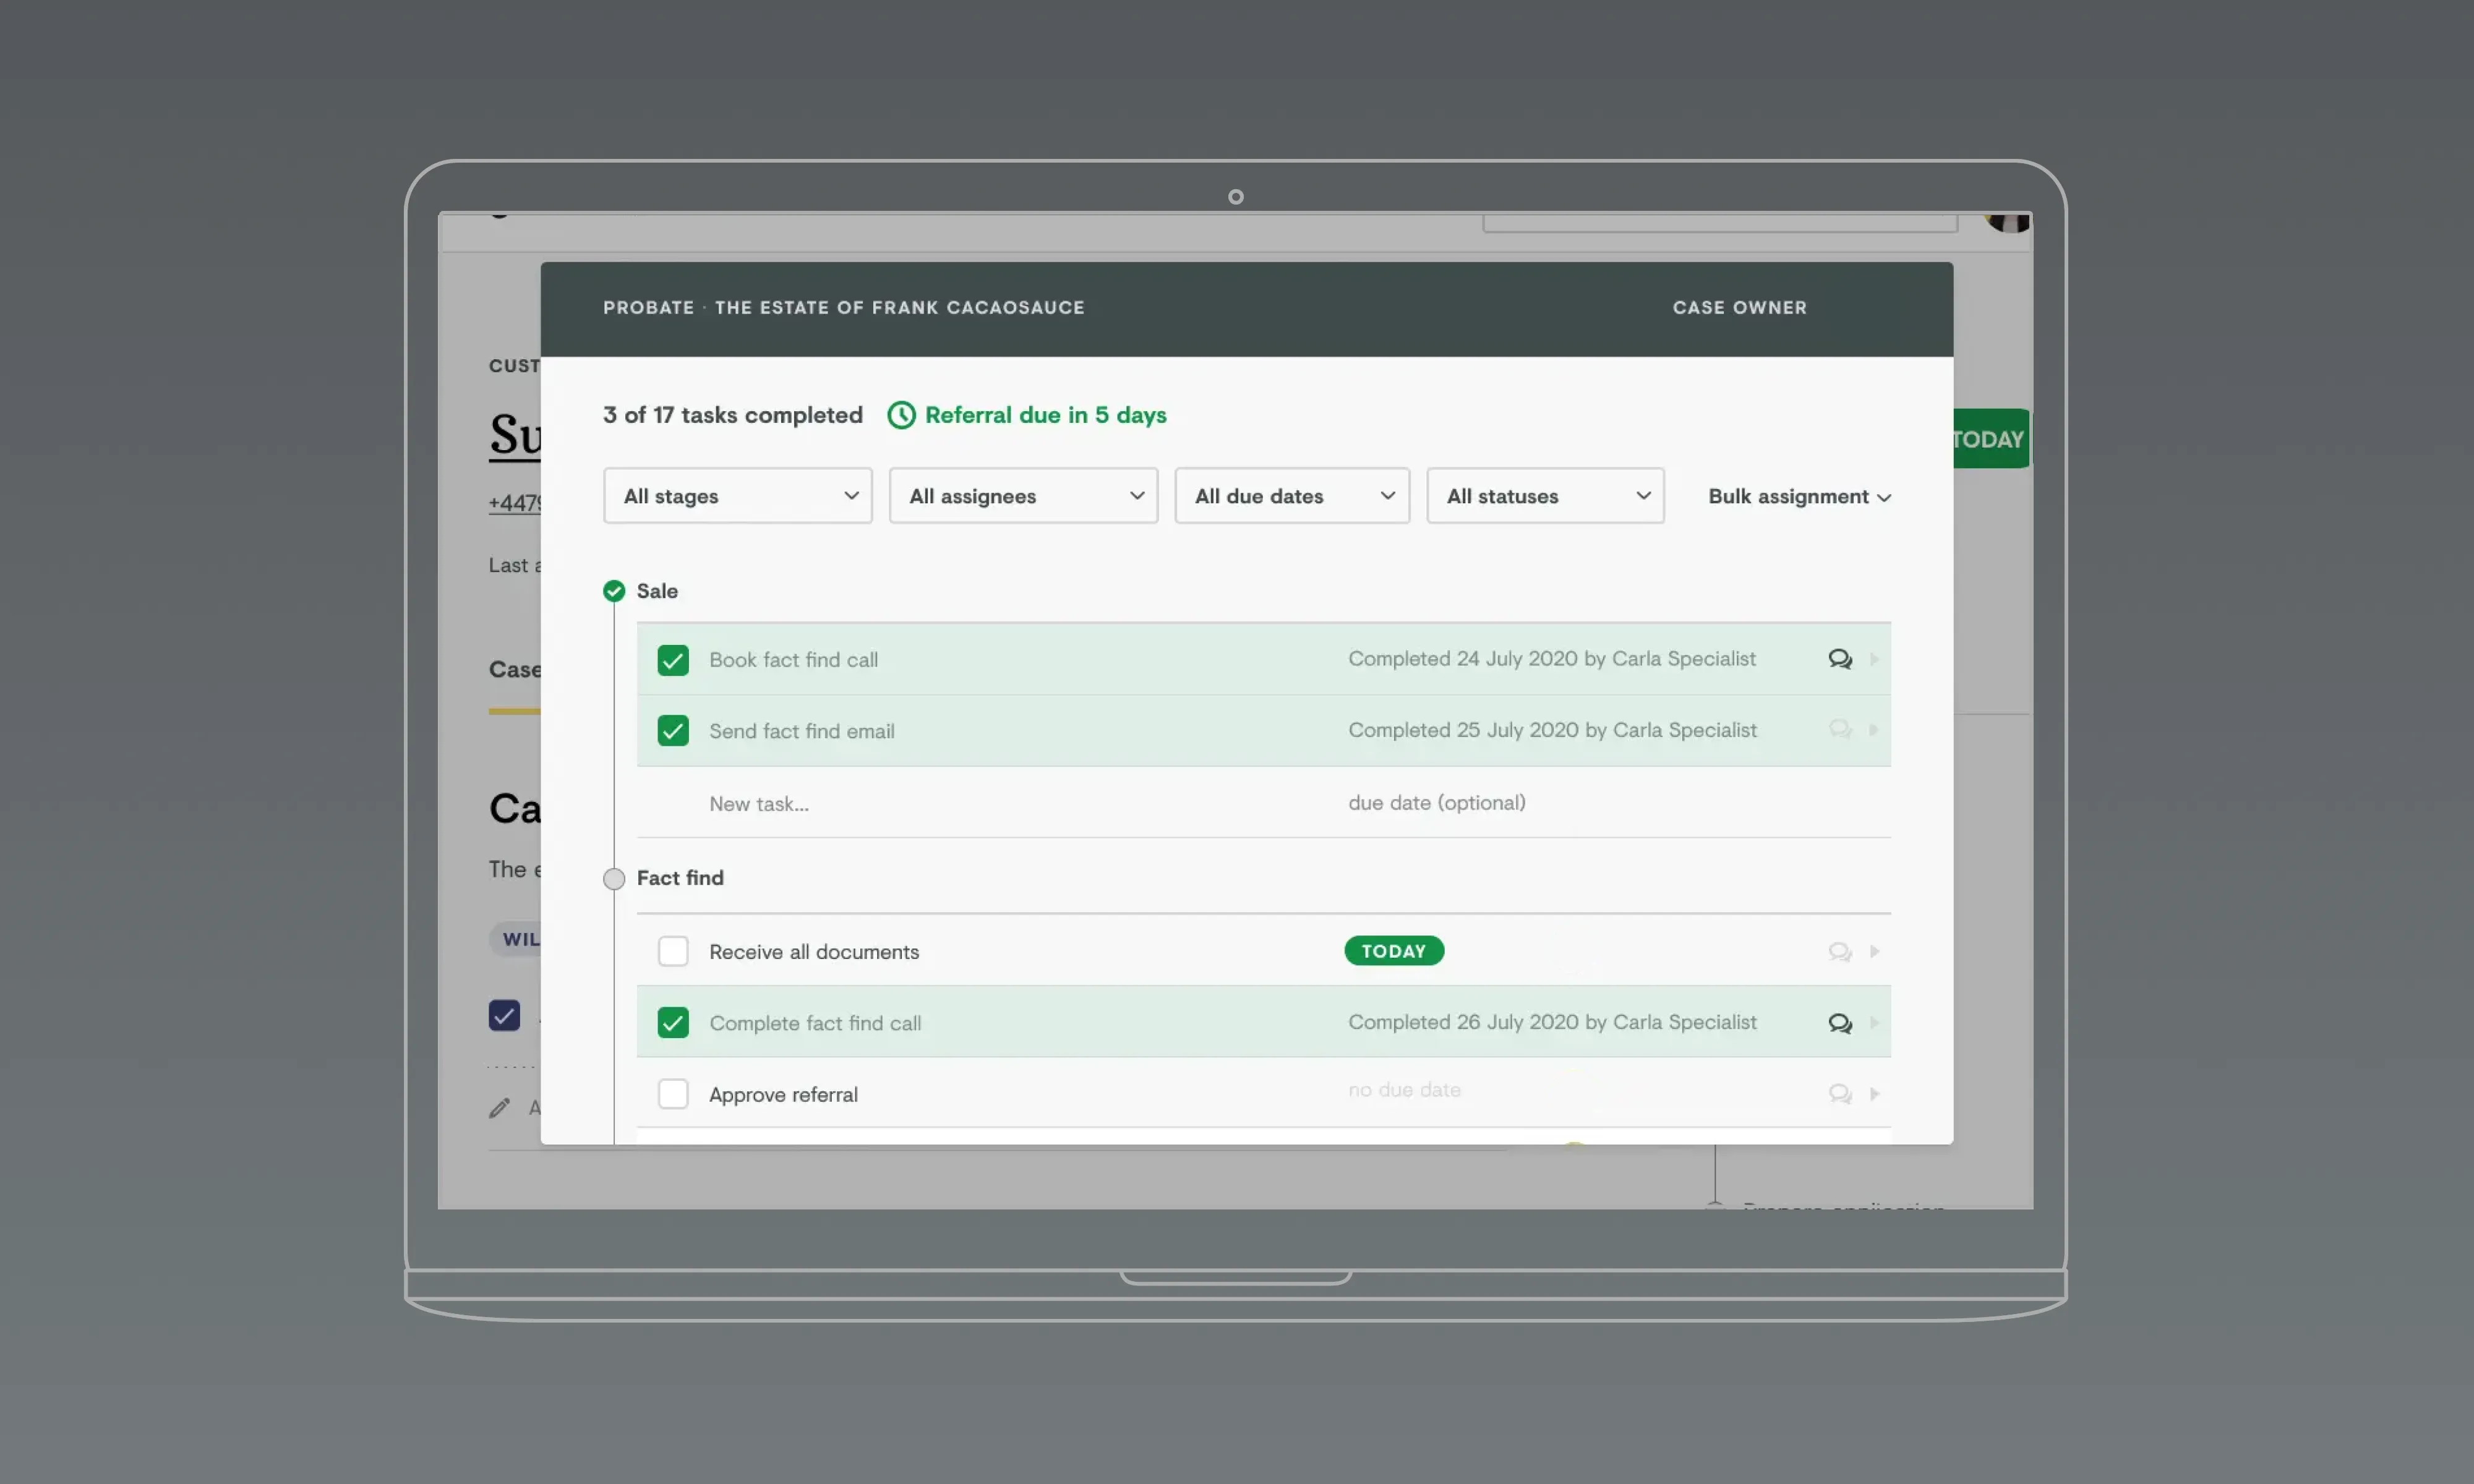 PROBATE · THE ESTATE OF FRANK CACAOSAUCE
CASE OWNER
CUST
3 of 17 tasks completed
Referral due in 5 days
Su
TODAY
+447
All stages
All assignees
All due dates
All statuses
Bulk assignment
Last
Sale
Book fact find call
Completed 24 July 2020 by Carla Specialist
Case
Send fact find email
Completed 25 July 2020 by Carla Specialist
Ca
New task...
due date (optional)
The
Fact find
WIL
Receive all documents
TODAY
Complete fact find call
Completed 26 July 2020 by Carla Specialist
A
Approve referral
no due date